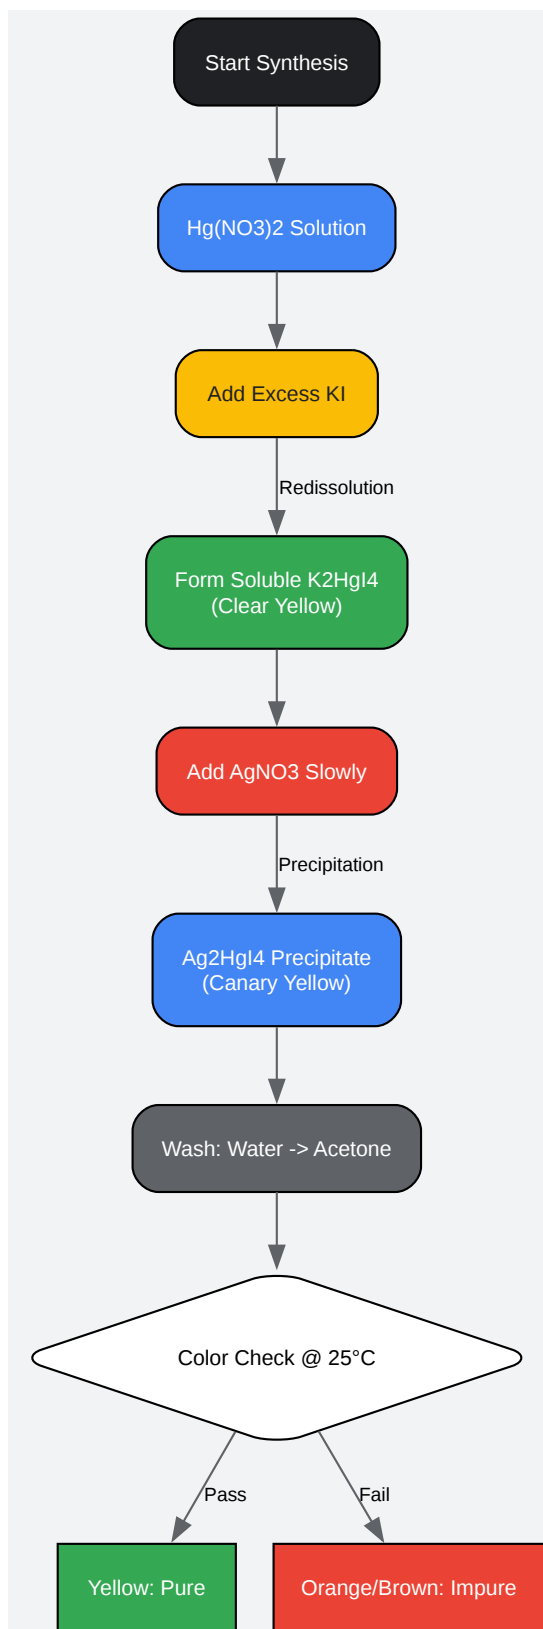 Start Synthesis
Hg(NO3)2 Solution
Add Excess KI
Redissolution
Form Soluble K2HgI4
(Clear Yellow)
Add AgNO3 Slowly
Precipitation
Ag2HgI4 Precipitate
(Canary Yellow)
Wash: Water -> Acetone
Color Check @ 25°C
Pass
Fail
Yellow: Pure
Orange/Brown: Impure